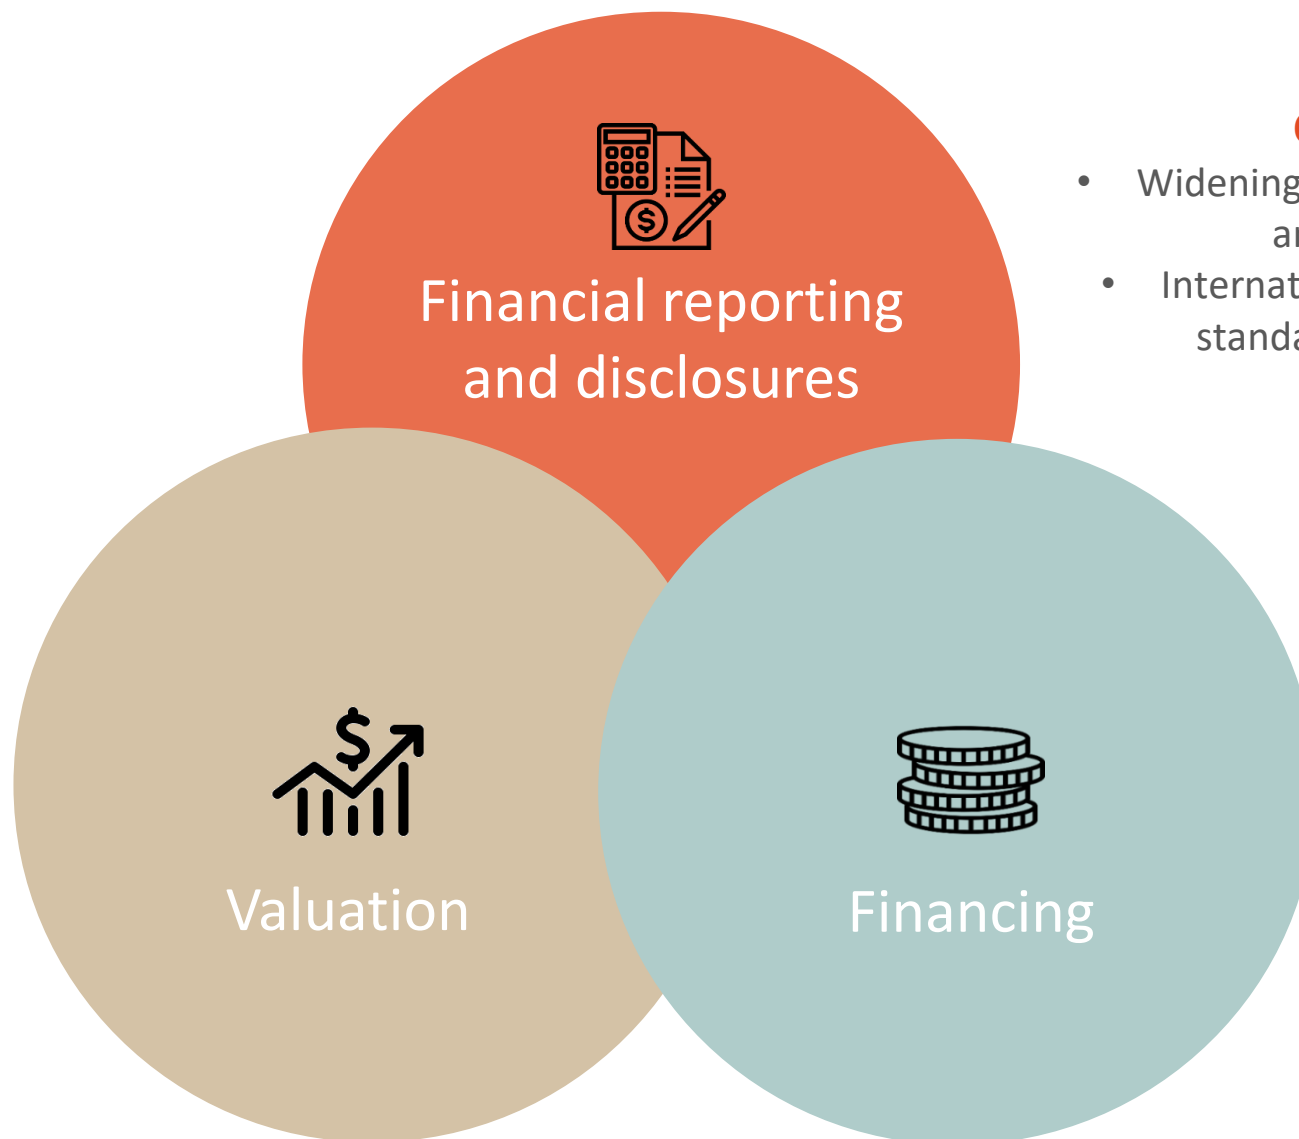 Financial reporting
and disclosures
• Widening
• Internat
standa
Valuation
Financing